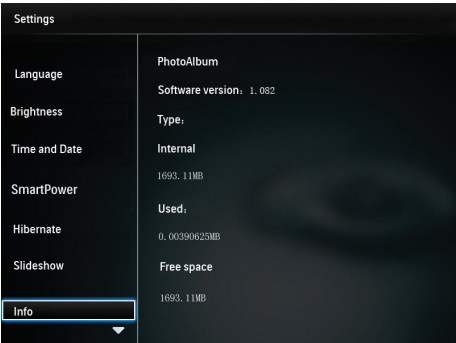 Settings
Language
Brightness
Time and Date
SmartPower
Hibernate
Slideshow
Info
PhotoAlbum
Software version: 1.082
Type:
Internal
1693.11MB
Used:
0.00390625MB
Free space
1693.11MB